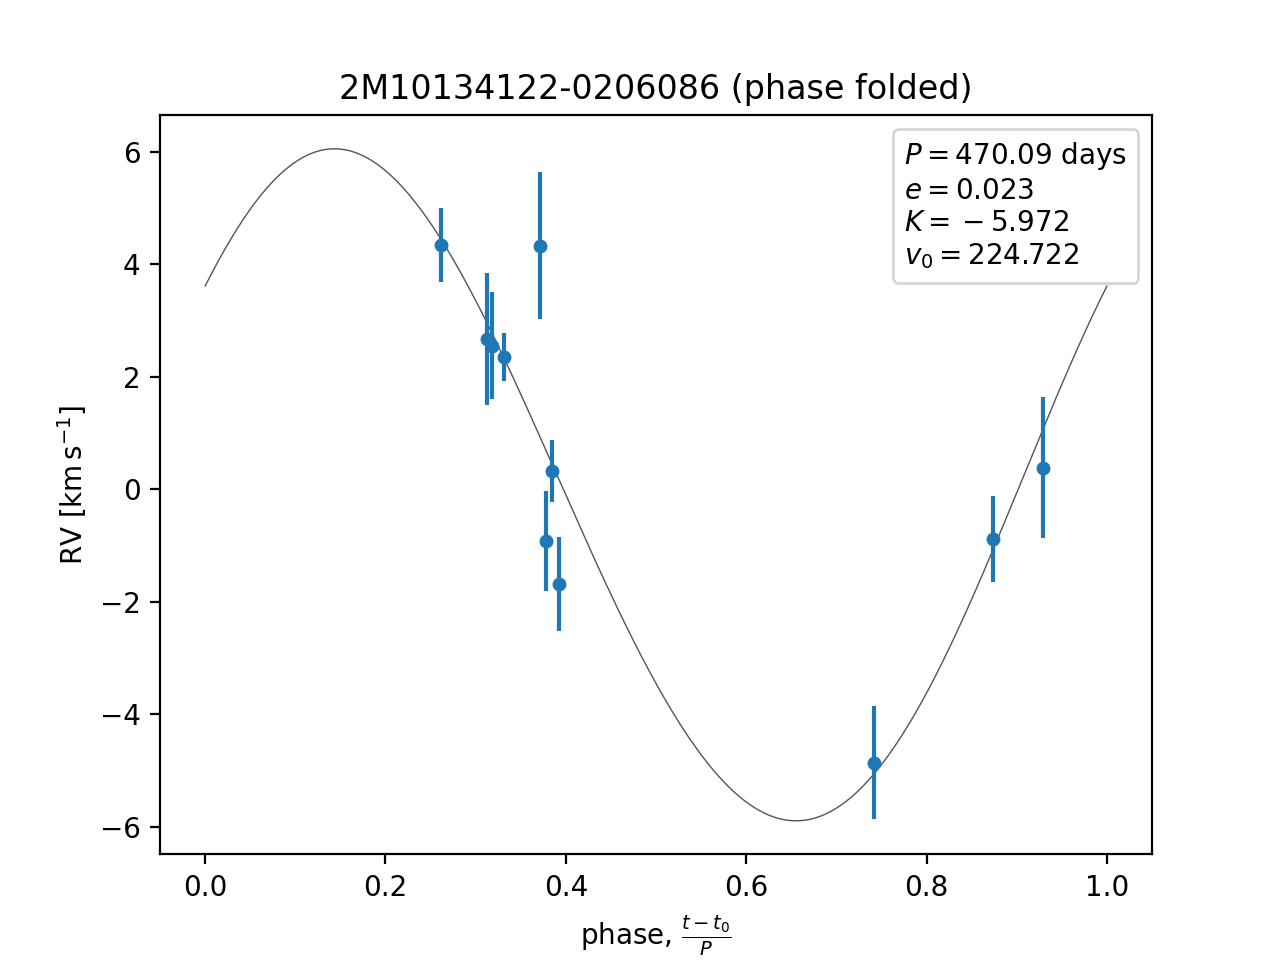 2M10134122-0206086 (phase folded)
P = 470.09 days
e = 0.023
K = −5.972
v₀ = 224.722
RV [km s⁻¹]
6
4
2
0
−2
−4
−6
0.0 0.2 0.4 0.6 0.8 1.0
phase, (t − t₀)/P